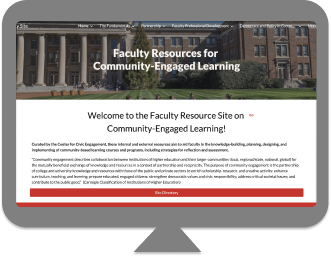 Site
Home
The Fundamentals
Partnership
Faculty Professional Development
Faculty Resources for
Community-Engaged Learning
Welcome to the Faculty Resource Site on
Community-Engaged Learning!
Curated by the Center for Civic Engagement, these internal and external resources aim to aid faculty in the knowledge-building, planning, designing, and
implementing of community-based learning courses and programs, including strategies for reflection and assessment.
"Community engagement describes collaboration between institutions of higher education and their larger communities (local, regional/state, national, global) for
the mutually beneficial exchange of knowledge and resources in a context of partnership and reciprocity. The purpose of community engagement is the partnership
of college and university knowledge and resources with those of the public and private sectors to enrich scholarship, research, and creative activity; enhance
curriculum, teaching, and learning; prepare educated, engaged citizens; strengthen democratic values and civic responsibility; address critical societal issues; and
contribute to the public good." (Carnegie Classification of Institutions of Higher Education)
Site Directory